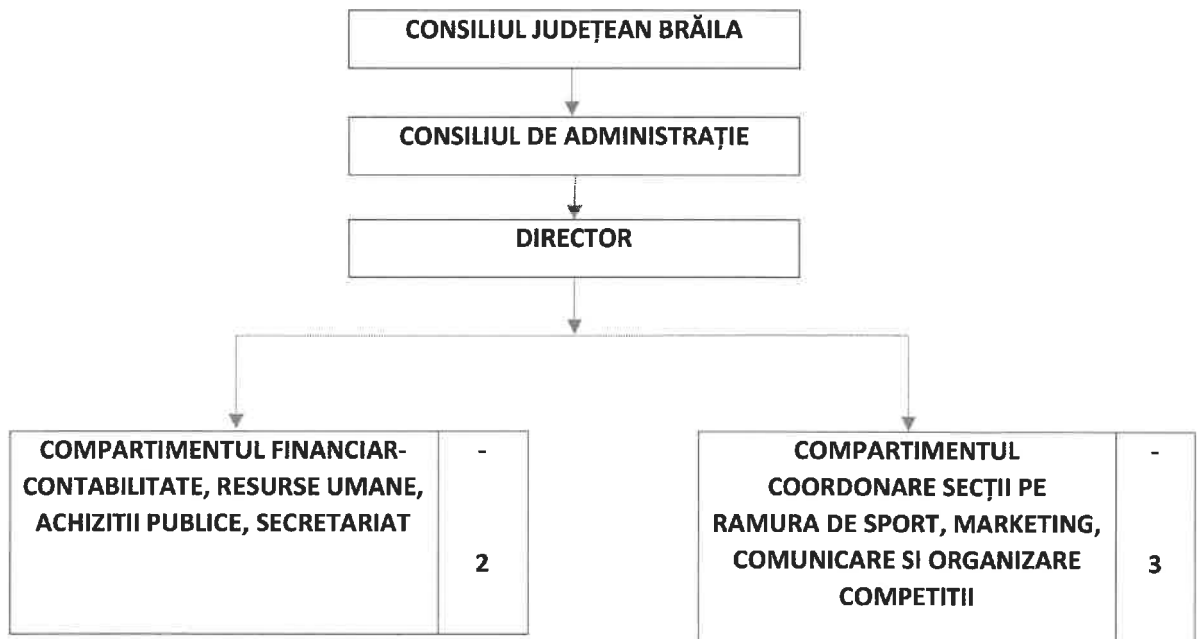 CONSILIUL JUDEȚEAN BRĂILA
CONSILIUL DE ADMINISTRAȚIE
DIRECTOR
COMPARTIMENTUL FINANCIAR-
CONTABILITATE, RESURSE UMANE,
ACHIZITII PUBLICE, SECRETARIAT
-
2
COMPARTIMENTUL
COORDONARE SECȚII PE
RAMURA DE SPORT, MARKETING,
COMUNICARE SI ORGANIZARE
COMPETITII
-
3